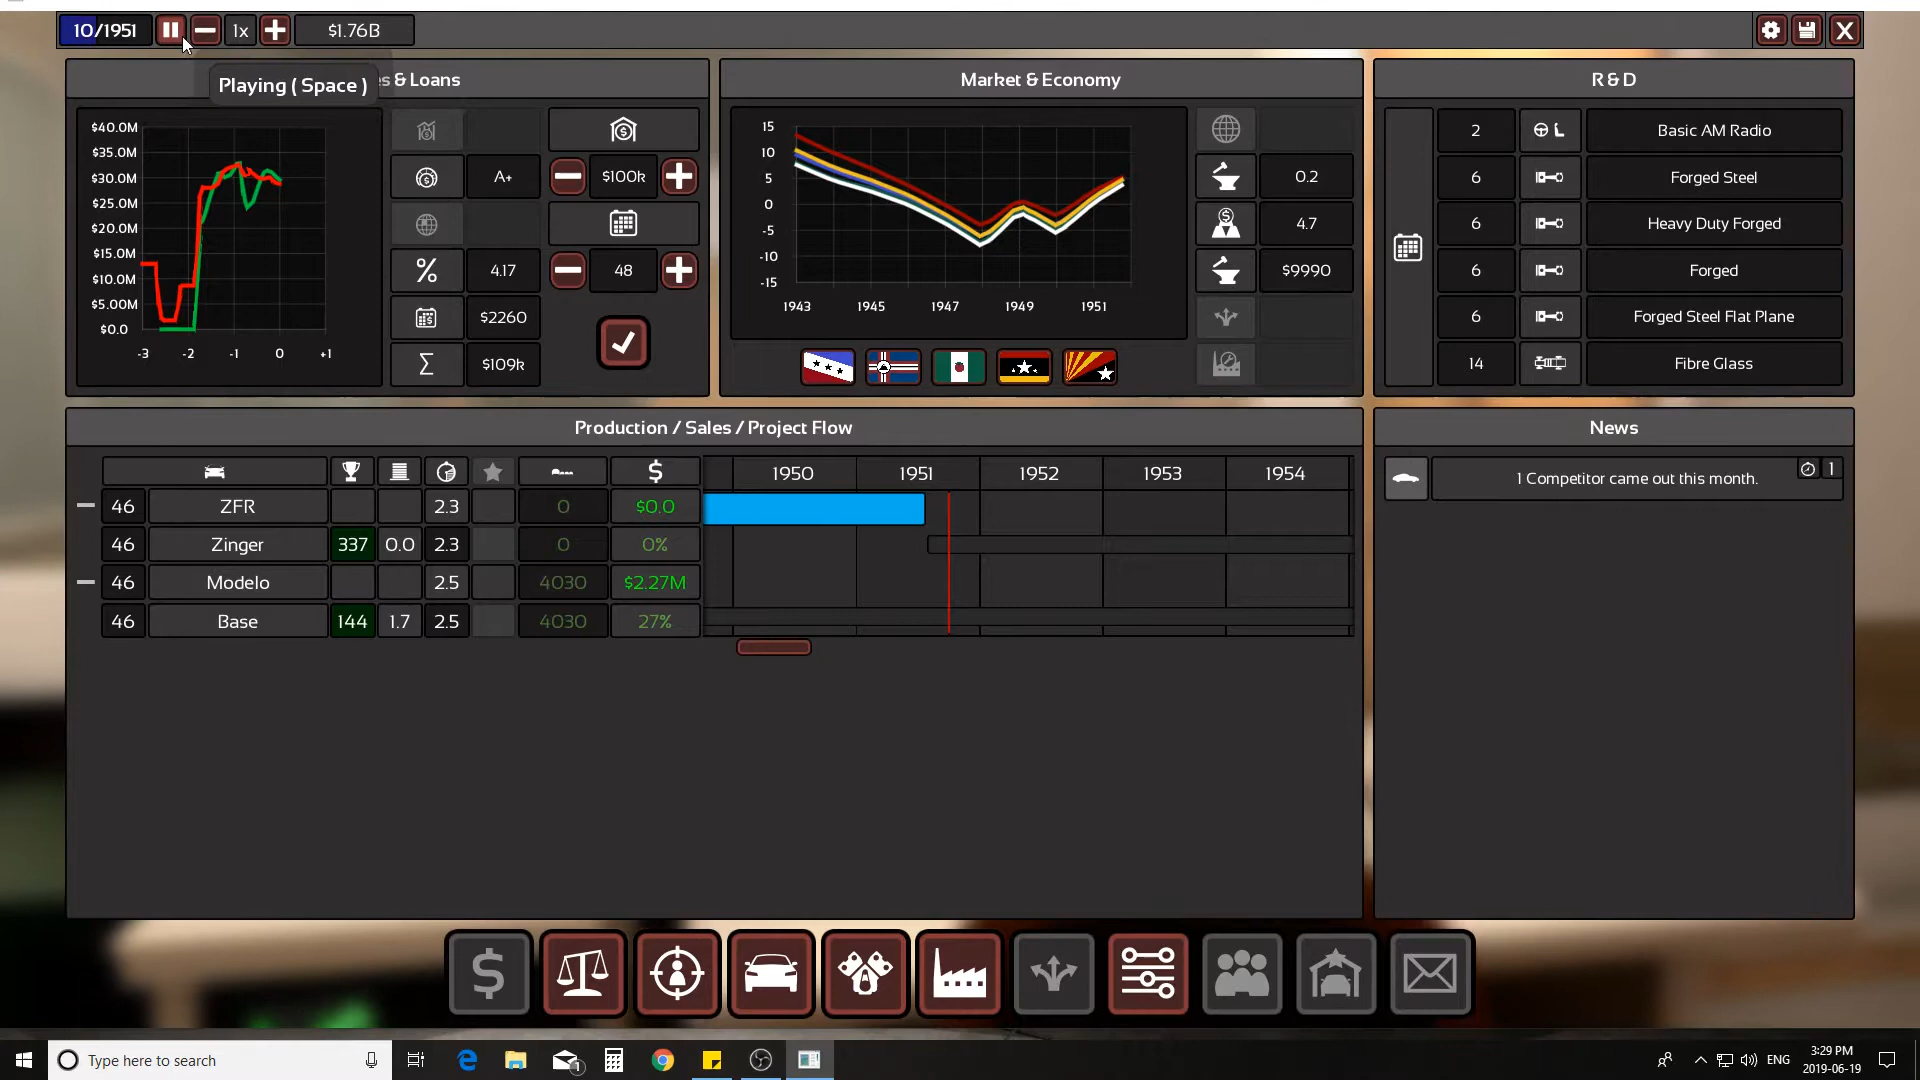 10/1951
1x
$1.76B
Playing ( Space )
s & Loans
$40.0M
$35.0M
$30.0M
$25.0M
$20.0M
$15.0M
$10.0M
$5.00M
$0.0
-3 -2 -1 0 +1
A+
4.17
$2260
$109k
$100k
48
Market & Economy
15
10
5
0
-5
-10
-15
1943 1945 1947 1949 1951
0.2
4.7
$9990
R & D
2 Basic AM Radio
6 Forged Steel
6 Heavy Duty Forged
6 Forged
6 Forged Steel Flat Plane
14 Fibre Glass
Production / Sales / Project Flow
$ 1950 1951 1952 1953 1954
46 ZFR 2.3 0 $0.0
46 Zinger 337 0.0 2.3 0 0%
46 Modelo 2.5 4030 $2.27M
46 Base 144 1.7 2.5 4030 27%
News
1 Competitor came out this month.
1
Type here to search
1
ENG
3:29 PM
2019-06-19